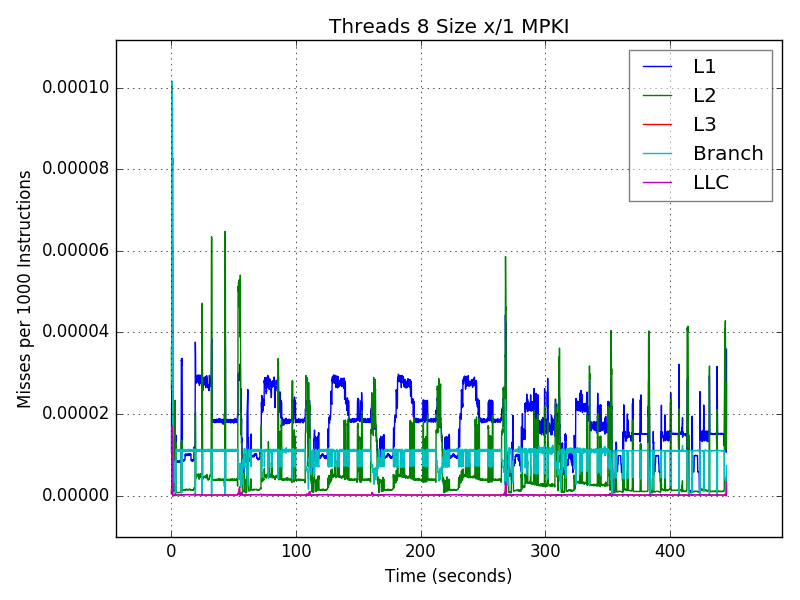 Threads 8 Size x/1 MPKI
L1
L2
L3
Branch
LLC
0.00010
0.00008
0.00006
0.00004
0.00002
0.00000
Misses per 1000 Instructions
0 100 200 300 400
Time (seconds)